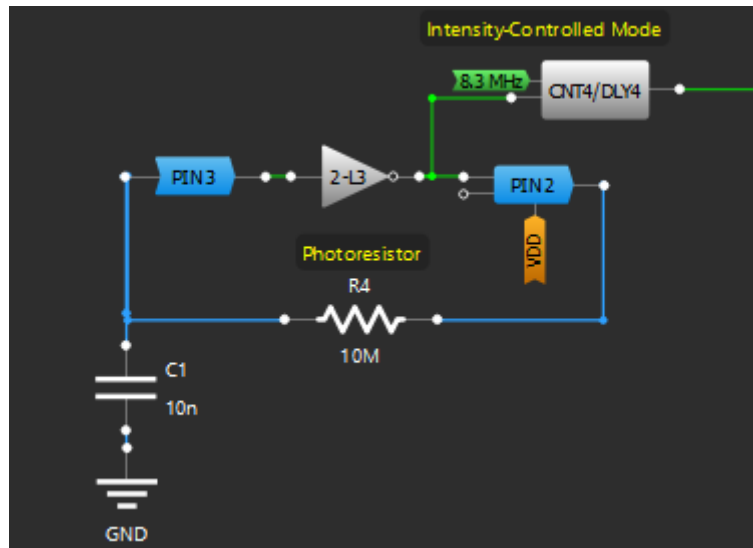 Intensity-Controlled Mode
8.3 MHz
CNT4/DLY4
PIN 3
2-L3
PIN 2
VDD
Photoresistor
R4
10M
C1
10n
GND